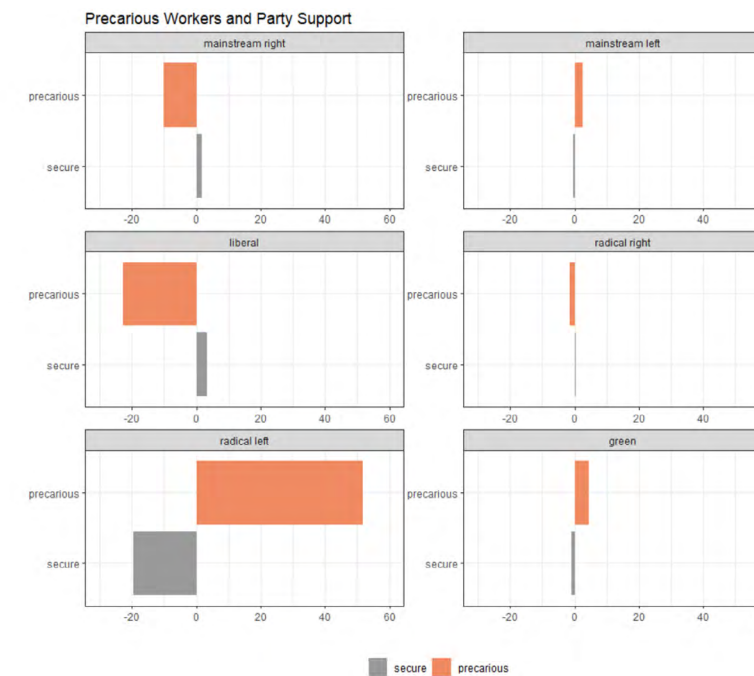 Precarious Workers and Party Support
mainstream right
mainstream left
precarious
precarious
secure
secure
-20 0 20 40 60
-20 0 20 40
liberal
radical right
precarious
precarious
secure
secure
-20 0 20 40 60
-20 0 20 40
radical left
green
precarious
precarious
secure
secure
-20 0 20 40 60
-20 0 20 40
secure precarious